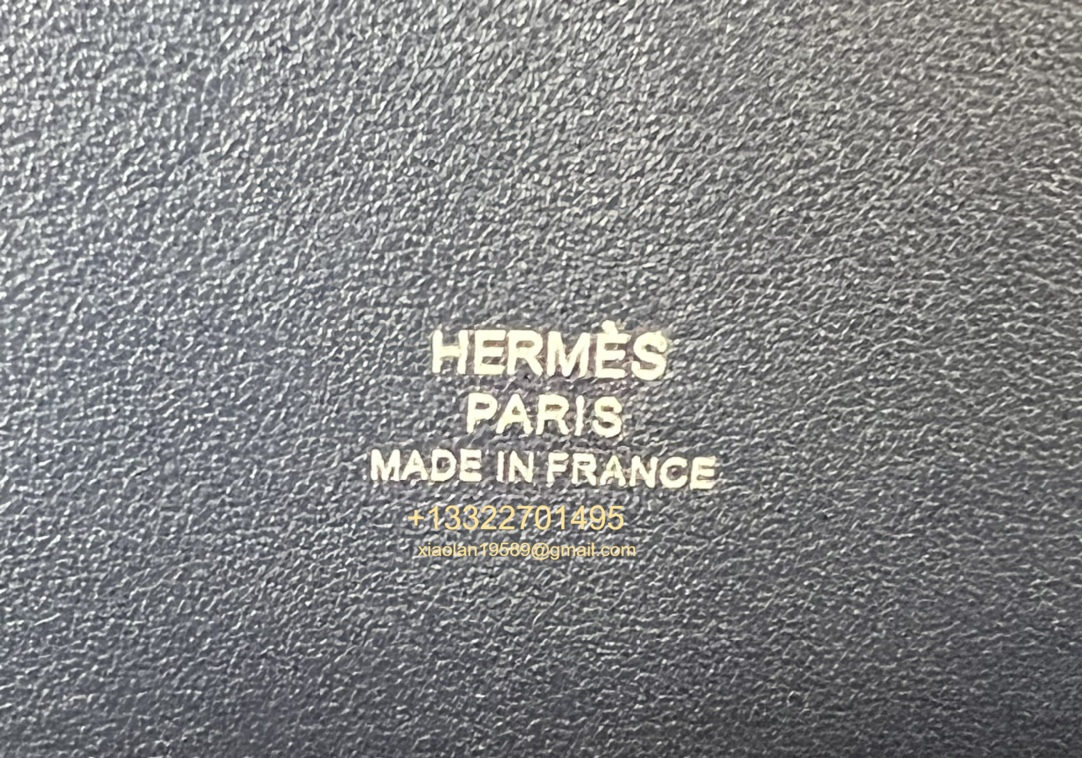 HERMÈS
PARIS
MADE IN FRANCE
+13322701495
xiaolan19589@gmail.com